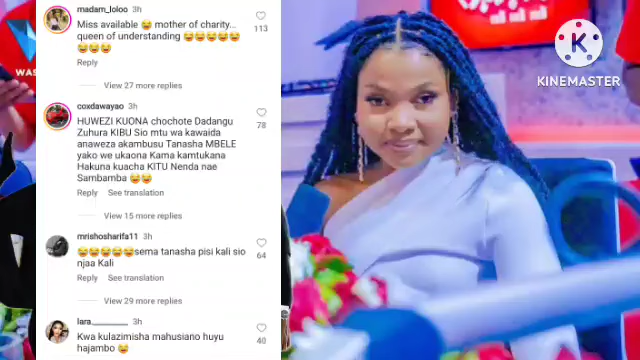 madam_loloo 3h
Miss available 😂 mother of charity...
queen of understanding 😂😂😂😂😂
😂😂😂
113
Reply
View 27 more replies
WAS
coxdawayao 3h
HUWEZI KUONA chochote Dadangu
Zuhura KIBU Sio mtu wa kawaida
anaweza akambusu Tanasha MBELE
yako we ukaona Kama kamtukana
Hakuna kuacha KITU Nenda nae
Sambamba 😂😂
78
Reply See translation
View 15 more replies
mrishosharifa11 3h
😂😂😂😂😂sema tanasha pisi kali sio
njaa Kali
64
Reply See translation
View 29 more replies
lara.________ 3h
Kwa kulazimisha mahusiano huyu
hajambo 😂
40
K
KINEMASTER